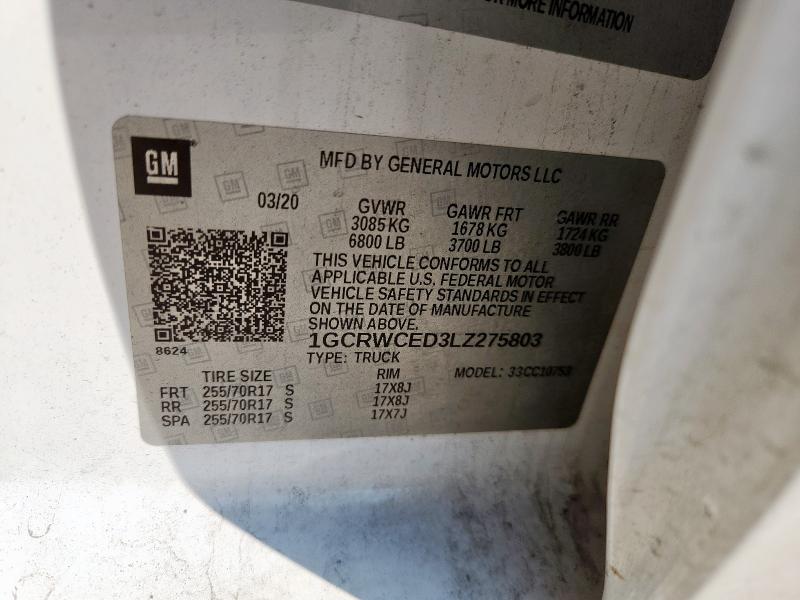 FOR MORE INFORMATION
GM
MFD BY GENERAL MOTORS LLC
03/20
GVWR GAWR FRT GAWR RR
3085 KG 1678 KG 1724 KG
6800 LB 3700 LB 3800 LB
THIS VEHICLE CONFORMS TO ALL
APPLICABLE U.S. FEDERAL MOTOR
VEHICLE SAFETY STANDARDS IN EFFECT
ON THE DATE OF MANUFACTURE
SHOWN ABOVE.
8624
1GCRWCED3LZ275803
TYPE: TRUCK
TIRE SIZE RIM MODEL: 33CC10753
FRT 255/70R17 S 17X8J
RR 255/70R17 S 17X8J
SPA 255/70R17 S 17X7J